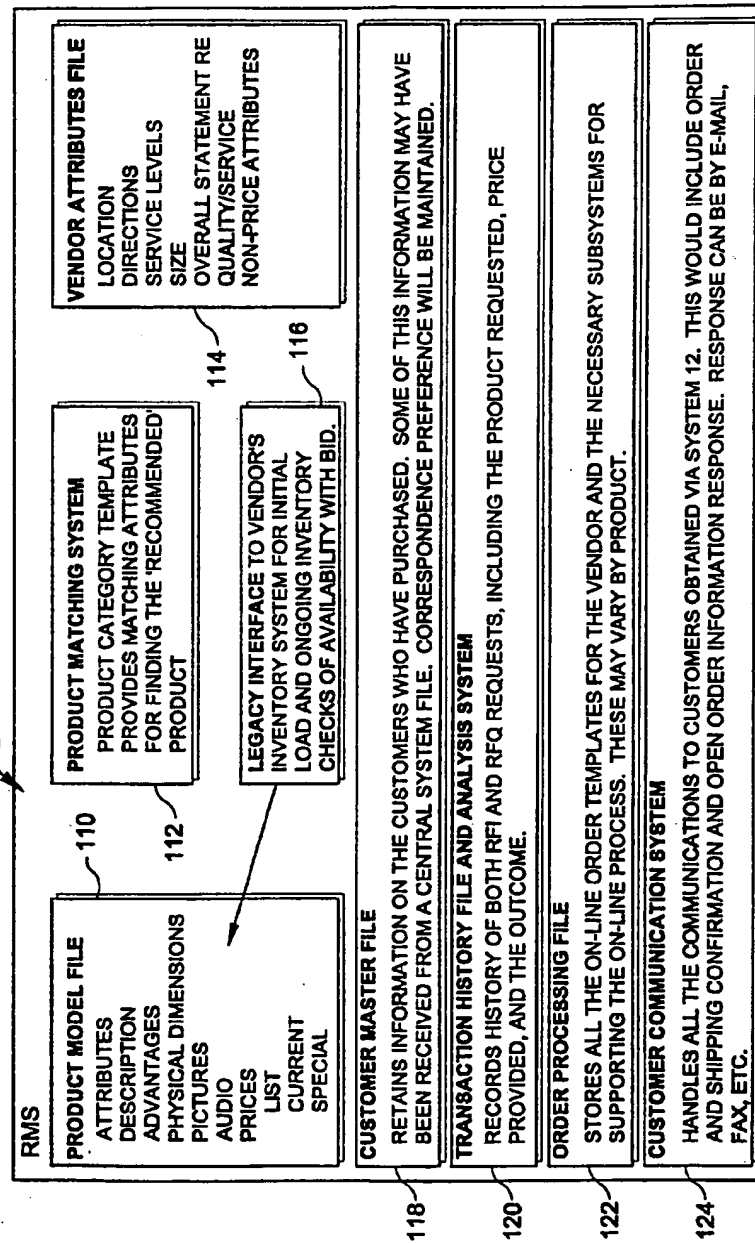 RMS
PRODUCT MODEL FILE
ATTRIBUTES
DESCRIPTION
ADVANTAGES
PHYSICAL DIMENSIONS
PICTURES
AUDIO
PRICES
LIST
CURRENT
SPECIAL
110
PRODUCT MATCHING SYSTEM
PRODUCT CATEGORY TEMPLATE
PROVIDES MATCHING ATTRIBUTES
FOR FINDING THE 'RECOMMENDED'
PRODUCT
112
VENDOR ATTRIBUTES FILE
LOCATION
DIRECTIONS
SERVICE LEVELS
SIZE
OVERALL STATEMENT RE
QUALITY/SERVICE
NON-PRICE ATTRIBUTES
114
LEGACY INTERFACE TO VENDOR'S
INVENTORY SYSTEM FOR INITIAL
LOAD AND ONGOING INVENTORY
CHECKS OF AVAILABILITY WITH BID.
116
CUSTOMER MASTER FILE
RETAINS INFORMATION ON THE CUSTOMERS WHO HAVE PURCHASED. SOME OF THIS INFORMATION MAY HAVE
BEEN RECEIVED FROM A CENTRAL SYSTEM FILE. CORRESPONDENCE PREFERENCE WILL BE MAINTAINED.
118
TRANSACTION HISTORY FILE AND ANALYSIS SYSTEM
RECORDS HISTORY OF BOTH RFI AND RFQ REQUESTS, INCLUDING THE PRODUCT REQUESTED, PRICE
PROVIDED, AND THE OUTCOME.
120
ORDER PROCESSING FILE
STORES ALL THE ON-LINE ORDER TEMPLATES FOR THE VENDOR AND THE NECESSARY SUBSYSTEMS FOR
SUPPORTING THE ON-LINE PROCESS. THESE MAY VARY BY PRODUCT.
122
CUSTOMER COMMUNICATION SYSTEM
HANDLES ALL THE COMMUNICATIONS TO CUSTOMERS OBTAINED VIA SYSTEM 12. THIS WOULD INCLUDE ORDER
AND SHIPPING CONFIRMATION AND OPEN ORDER INFORMATION RESPONSE. RESPONSE CAN BE BY E-MAIL,
FAX, ETC.
124